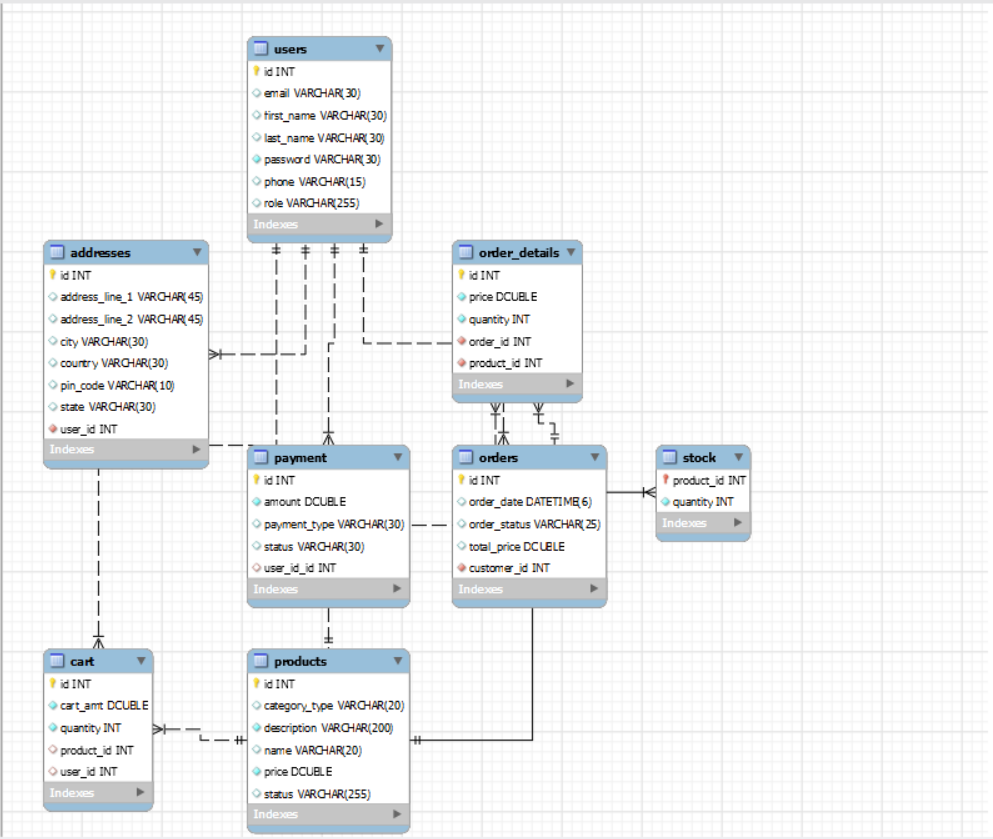 users
id INT
email VARCHAR(30)
first_name VARCHAR(30)
last_name VARCHAR(30)
password VARCHAR(30)
phone VARCHAR(15)
role VARCHAR(255)
Indexes
addresses
id INT
address_line_1 VARCHAR(45)
address_line_2 VARCHAR(45)
city VARCHAR(30)
country VARCHAR(30)
pin_code VARCHAR(10)
state VARCHAR(30)
user_id INT
Indexes
order_details
id INT
price DOUBLE
quantity INT
order_id INT
product_id INT
Indexes
payment
id INT
amount DOUBLE
payment_type VARCHAR(30)
status VARCHAR(30)
user_id_id INT
Indexes
orders
id INT
order_date DATETIME(6)
order_status VARCHAR(25)
total_price DOUBLE
customer_id INT
Indexes
stock
product_id INT
quantity INT
Indexes
cart
id INT
cart_amt DOUBLE
quantity INT
product_id INT
user_id INT
Indexes
products
id INT
category_type VARCHAR(20)
description VARCHAR(200)
name VARCHAR(20)
price DOUBLE
status VARCHAR(255)
Indexes